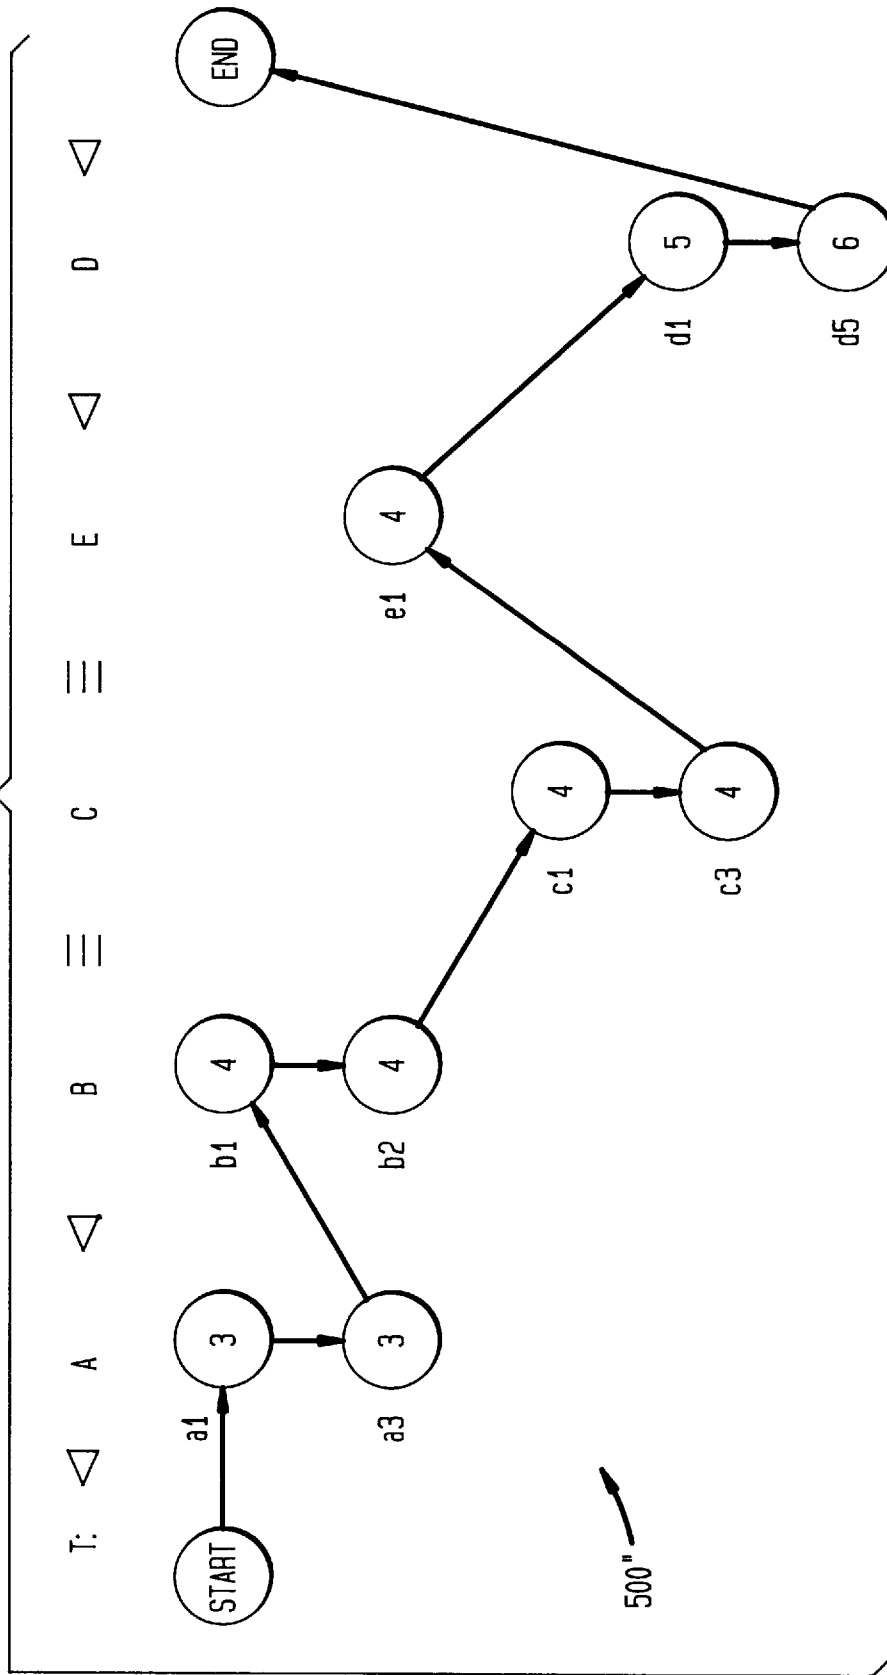 T: ◁ A ◁ B ≡ C ≡ E ◁ D ◁
START a1 3 b1 4 END
a3 3 b2 4 e1 4
c1 4
d1 5
c3 4
d5 6
500"